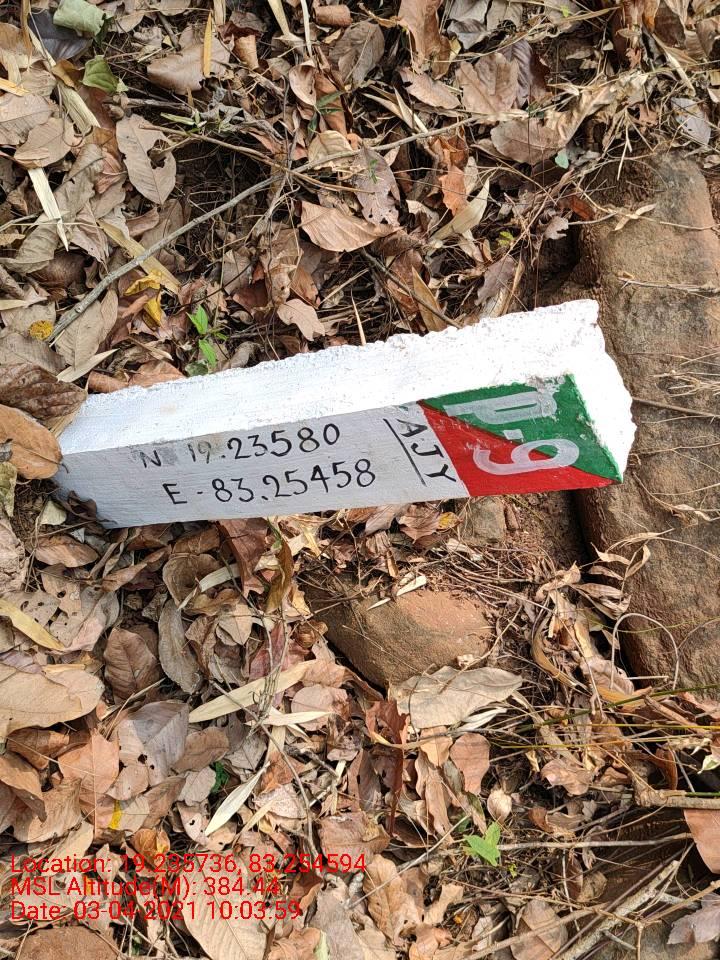 N 19.23580
E-83.25458
AJY
P-9
Location: 19.235736, 83.254594
MSL Altitude(M): 384.44
Date: 03-04-2021 10:03:59